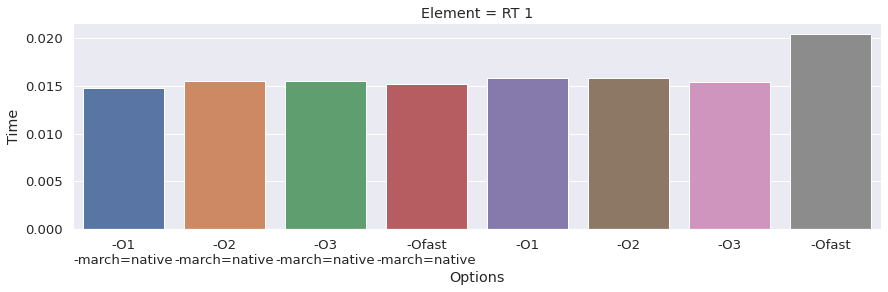 Element = RT 1
Time
0.020
0.015
0.010
0.005
0.000
-O1 -O2 -O3 -Ofast -O1 -O2 -O3 -Ofast
-march=native -march=native -march=native -march=native
Options